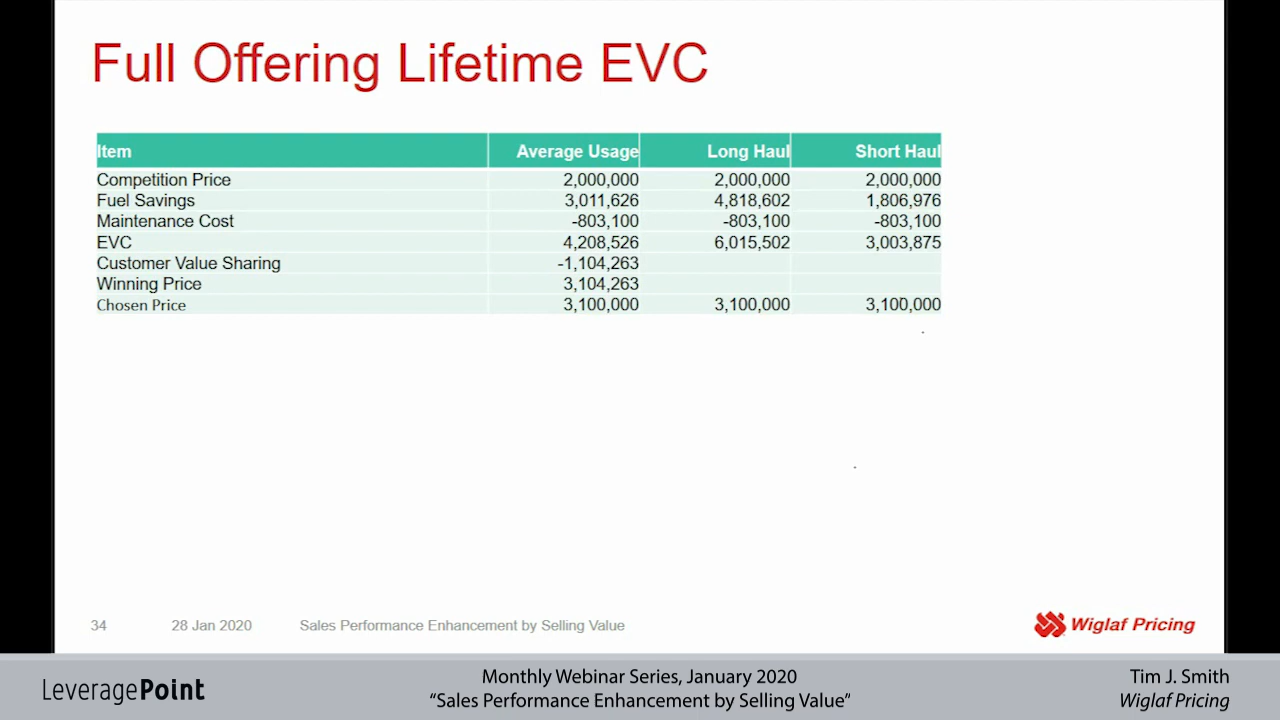 Full Offering Lifetime EVC
Item Average Usage Long Haul Short Haul
Competition Price 2,000,000 2,000,000 2,000,000
Fuel Savings 3,011,626 4,818,602 1,806,976
Maintenance Cost -803,100 -803,100 -803,100
EVC 4,208,526 6,015,502 3,003,875
Customer Value Sharing -1,104,263
Winning Price 3,104,263
Chosen Price 3,100,000 3,100,000 3,100,000
34 28 Jan 2020 Sales Performance Enhancement by Selling Value Wiglaf Pricing
LeveragePoint
Monthly Webinar Series, January 2020
“Sales Performance Enhancement by Selling Value”
Tim J. Smith
Wiglaf Pricing